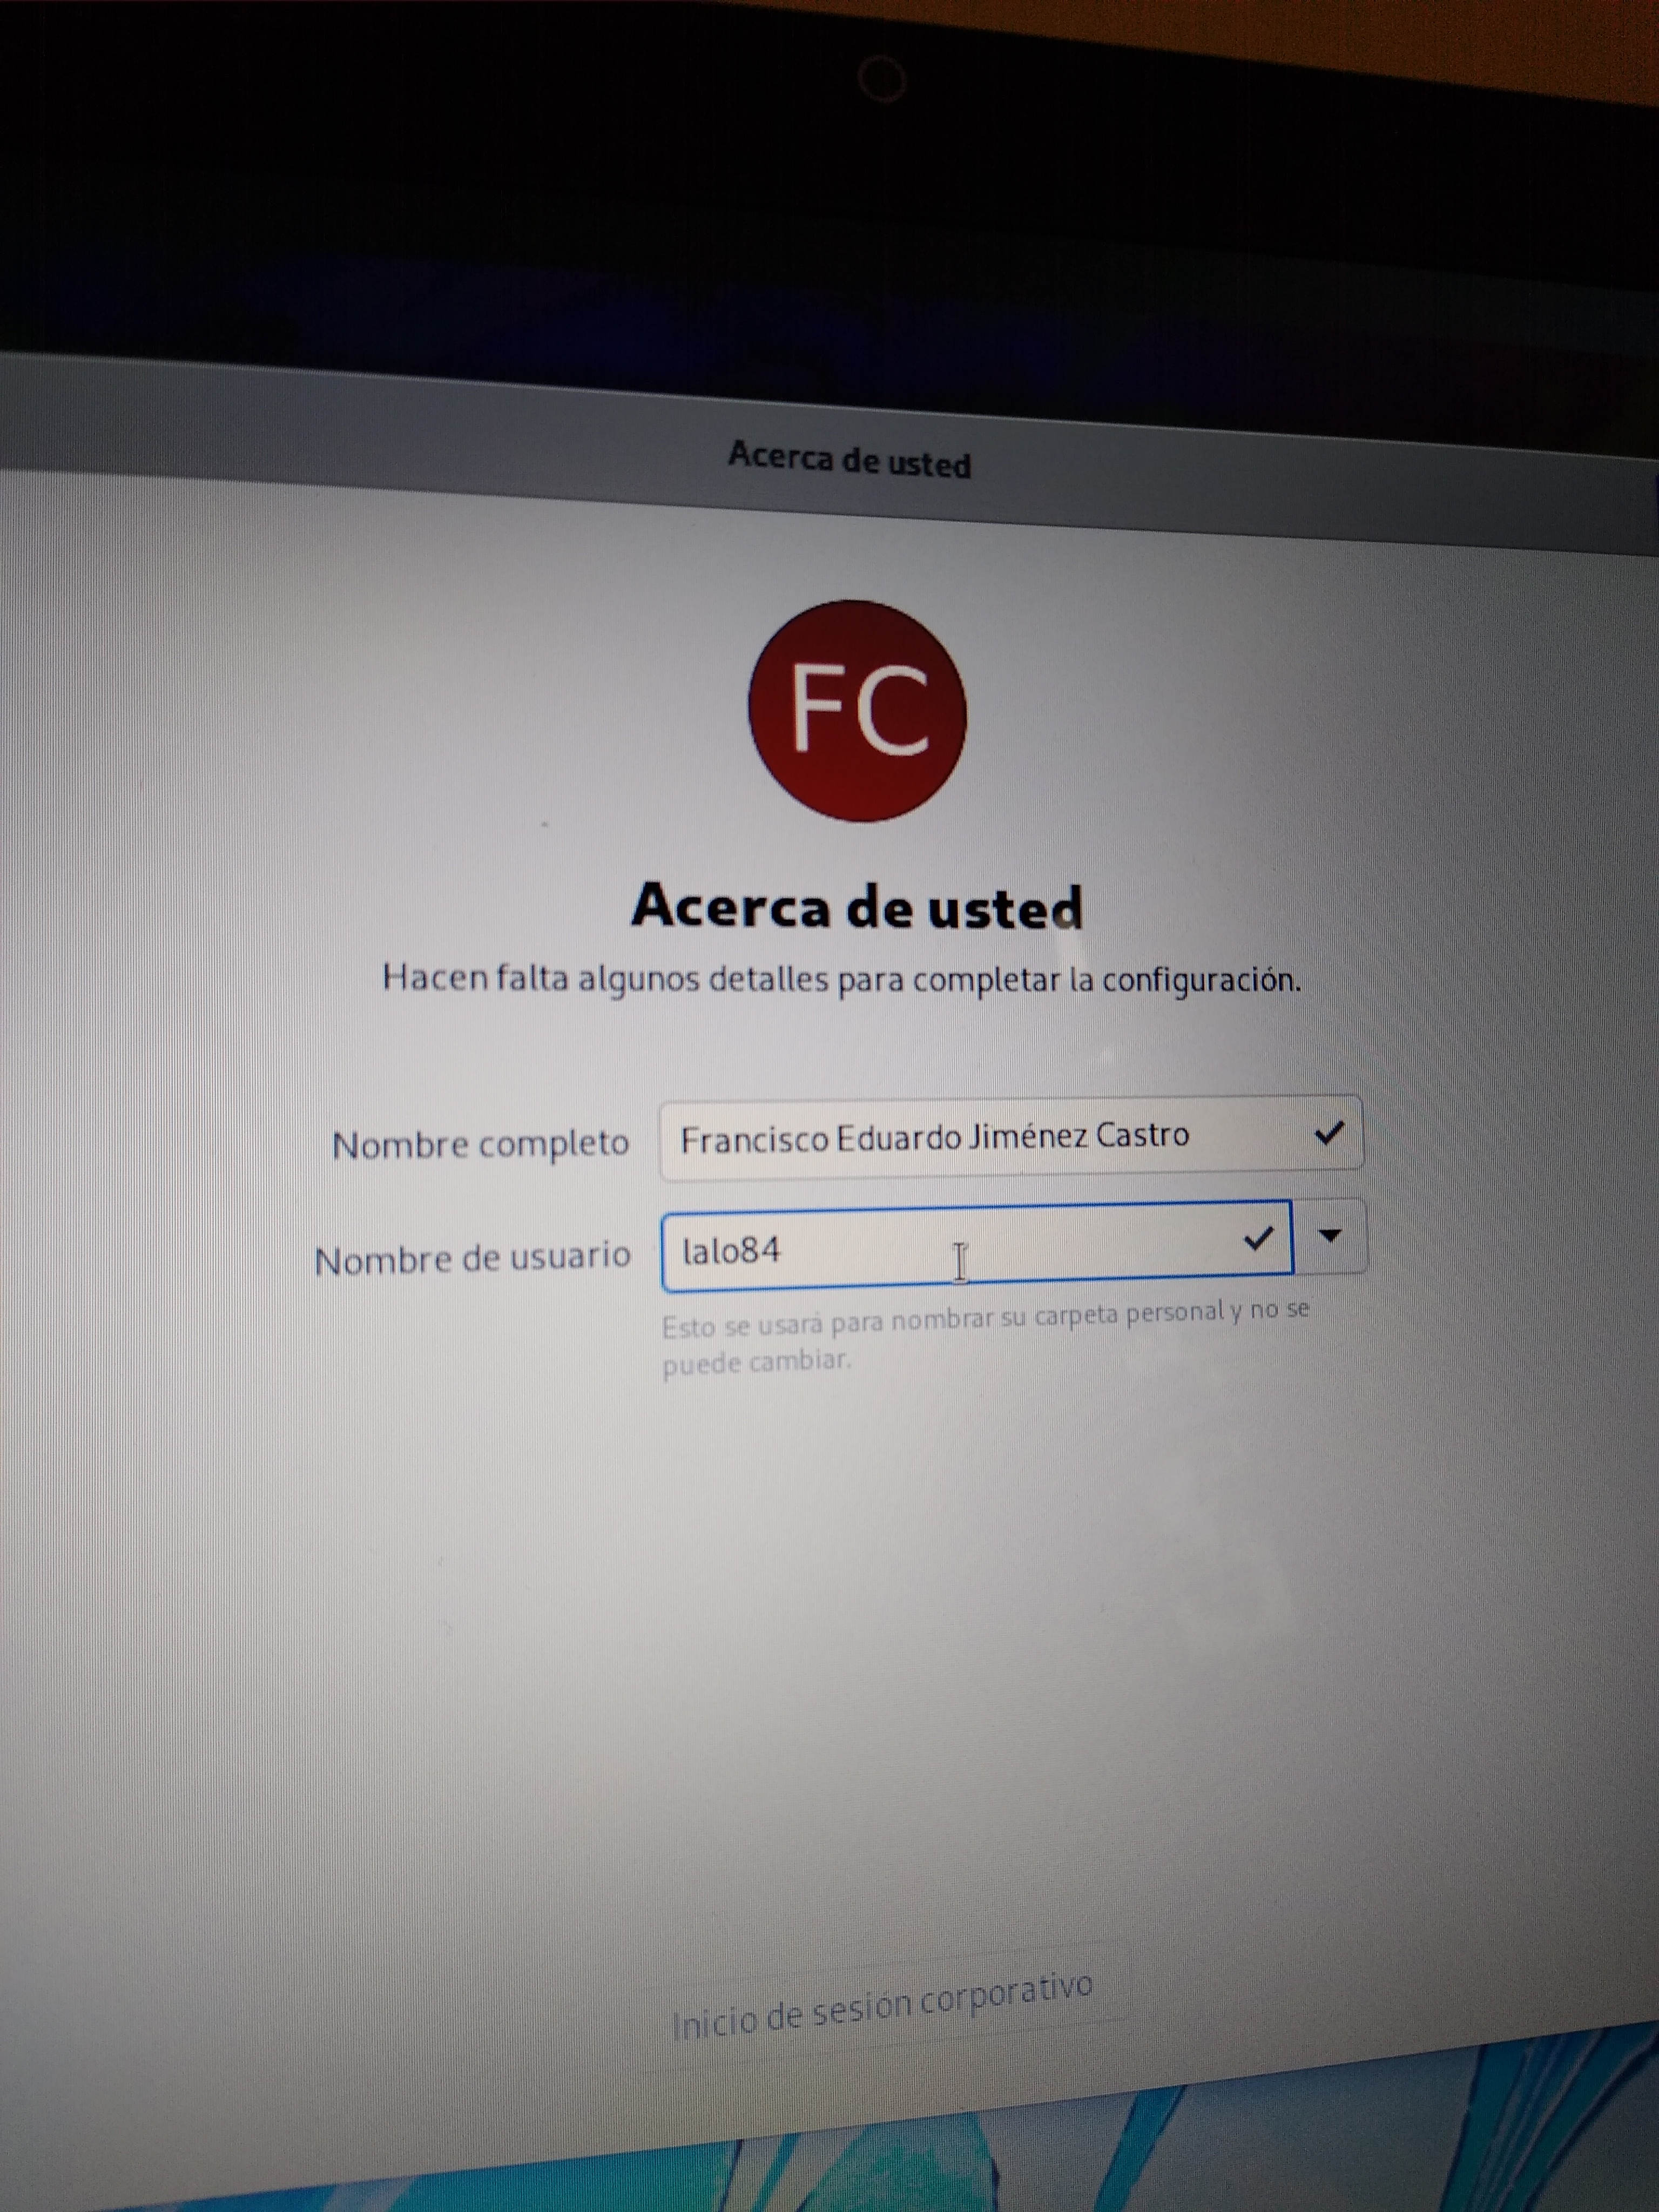 Acerca de usted
FC
Acerca de usted
Hacen falta algunos detalles para completar la configuración.
Nombre completo Francisco Eduardo Jiménez Castro
Nombre de usuario lalo84
Esto se usará para nombrar su carpeta personal y no se
puede cambiar.
Inicio de sesión corporativo